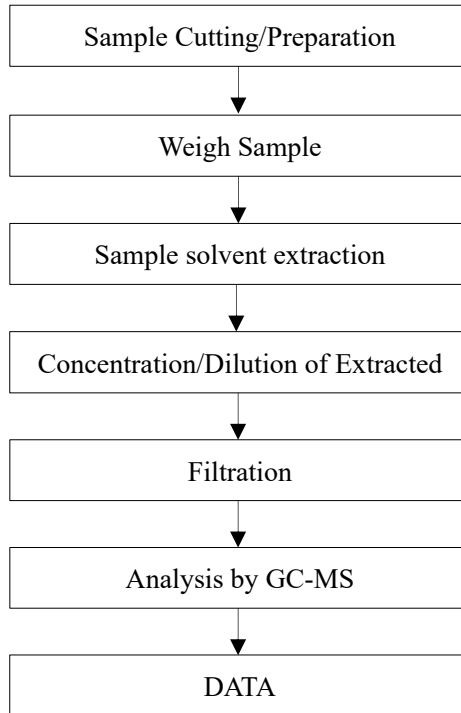 Sample Cutting/Preparation
Weigh Sample
Sample solvent extraction
Concentration/Dilution of Extracted
Filtration
Analysis by GC-MS
DATA